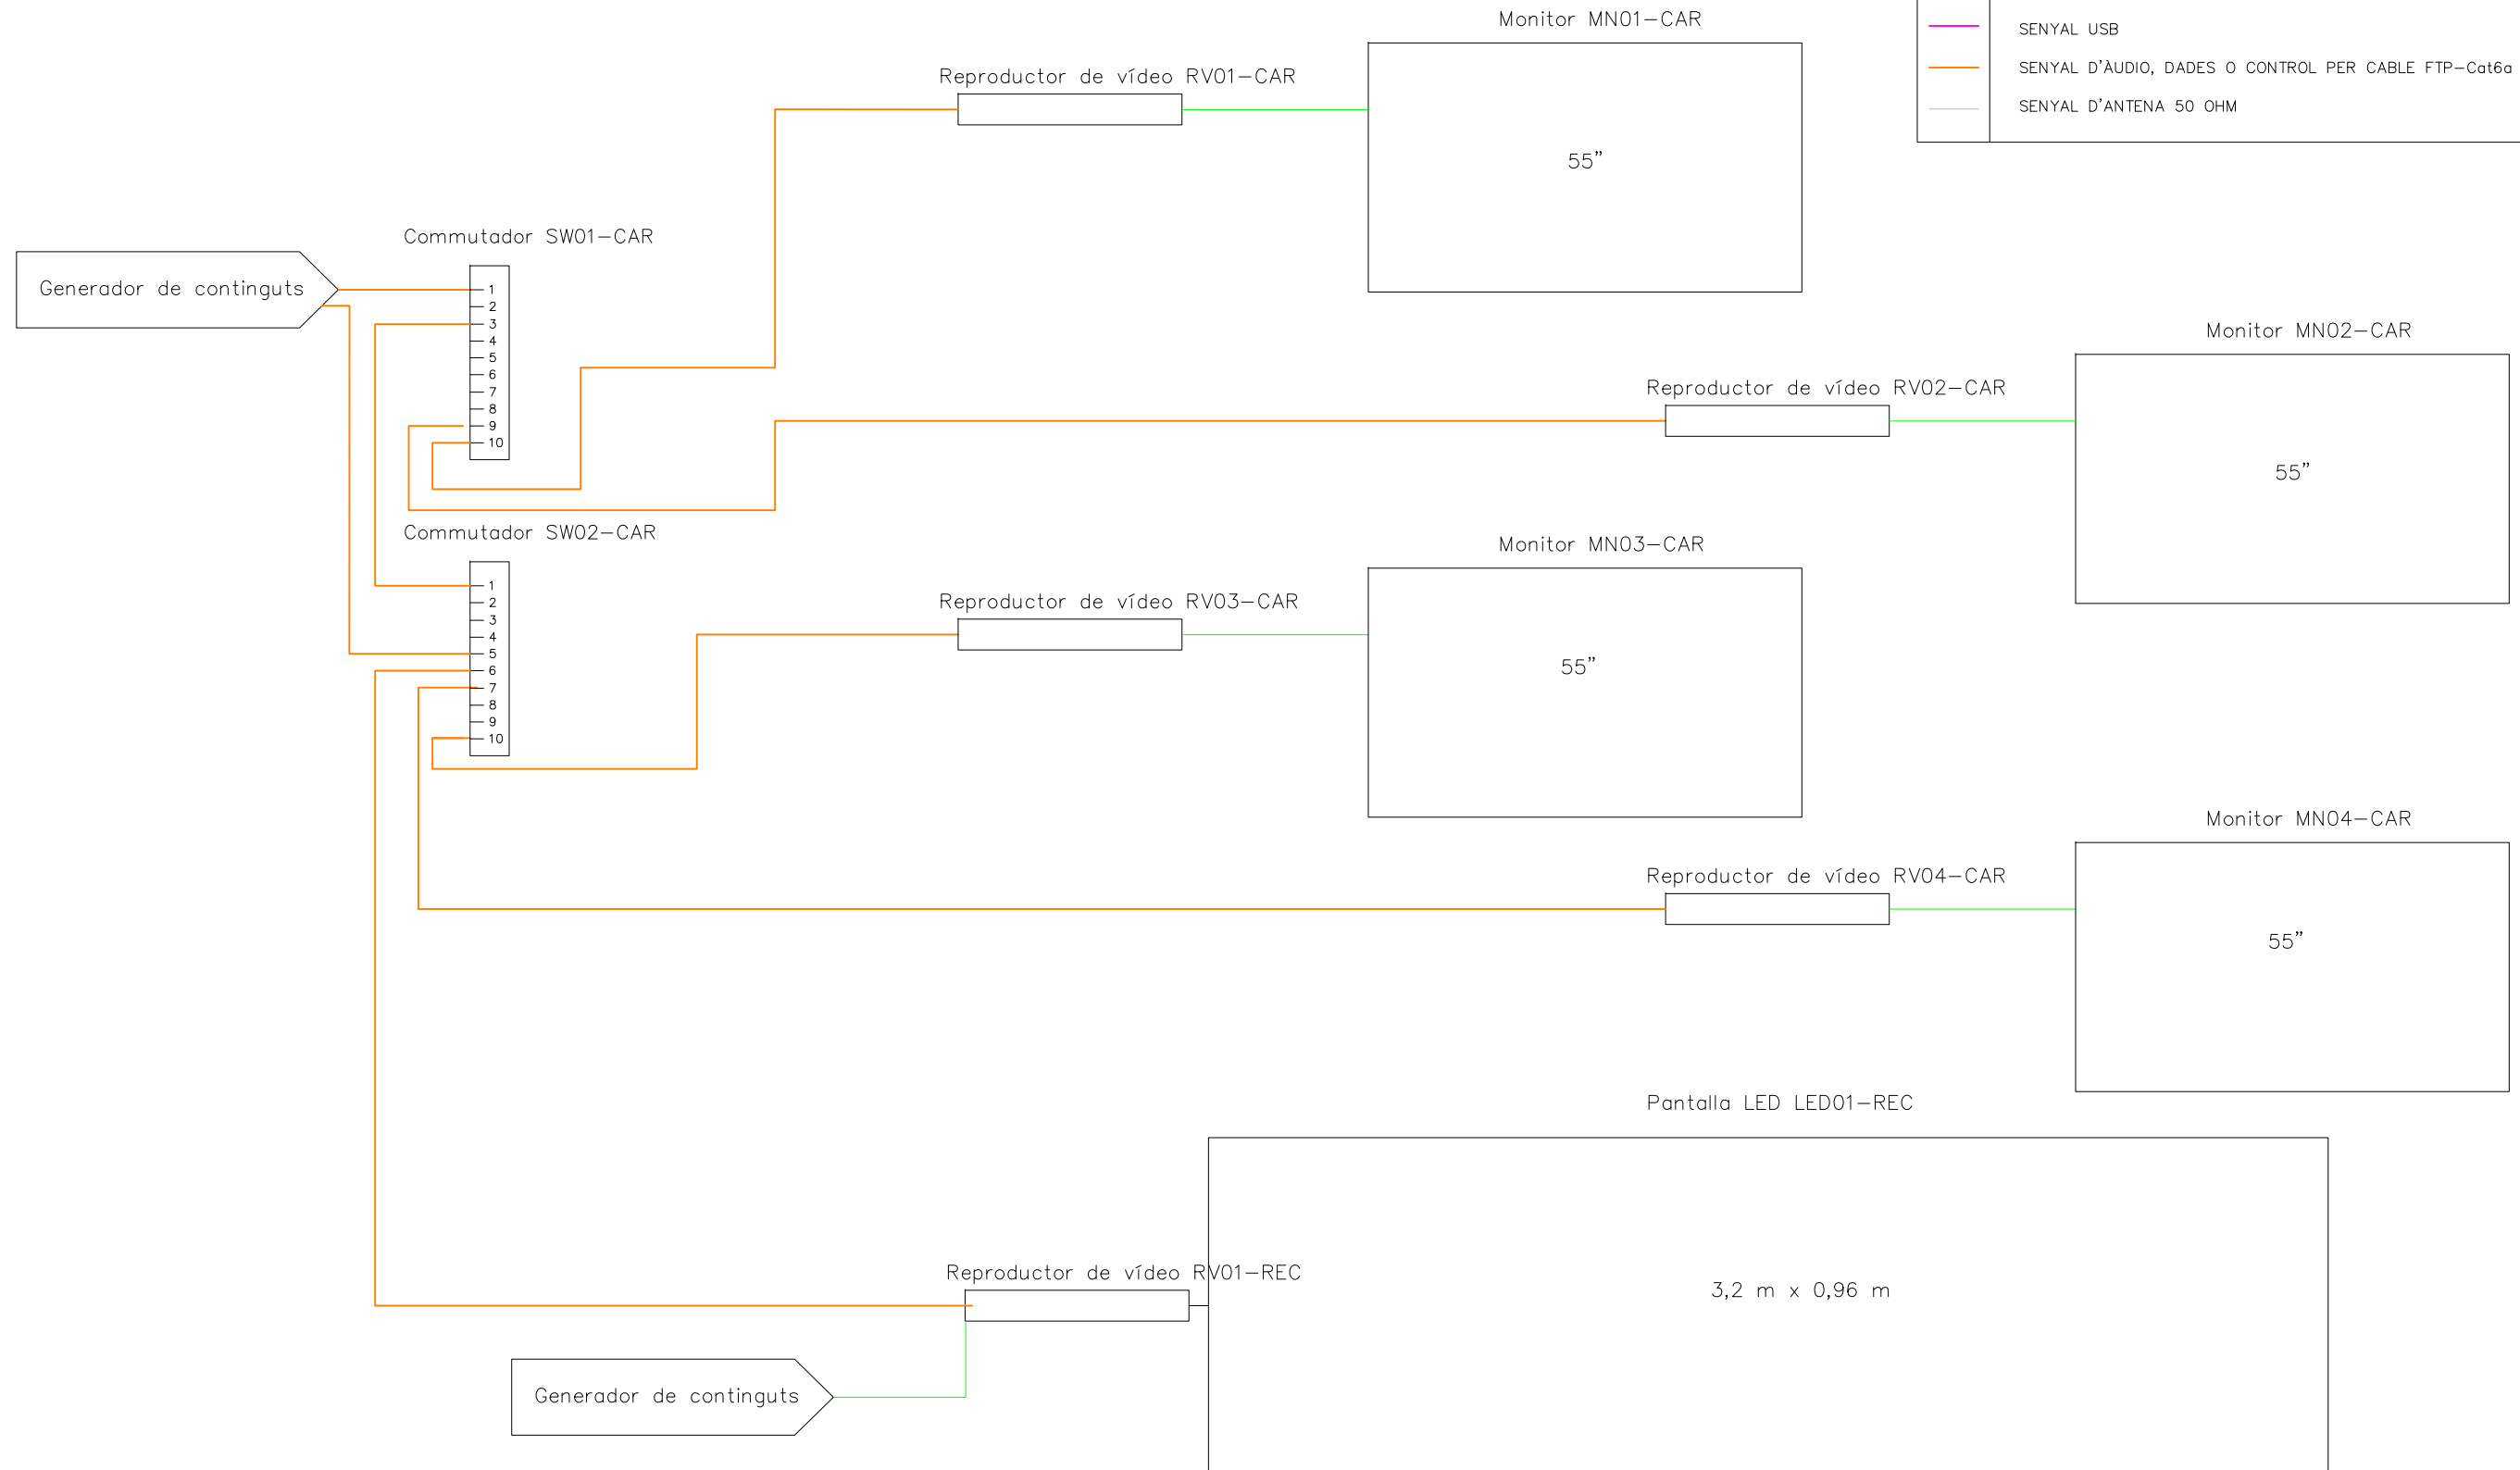 Monitor MN01-CAR
SENYAL USB
SENYAL D'ÀUDIO, DADES O CONTROL PER CABLE FTP-Cat6a
SENYAL D'ANTENA 50 OHM
Reproductor de vídeo RV01-CAR
55"
Commutador SW01-CAR
Generador de continguts
1
2
3
4
5
6
7
8
9
10
Monitor MN02-CAR
Reproductor de vídeo RV02-CAR
55"
Commutador SW02-CAR
1
2
3
4
5
6
7
8
9
10
Monitor MN03-CAR
Reproductor de vídeo RV03-CAR
55"
Monitor MN04-CAR
Reproductor de vídeo RV04-CAR
55"
Pantalla LED LED01-REC
Reproductor de vídeo RV01-REC
3,2 m x 0,96 m
Generador de continguts